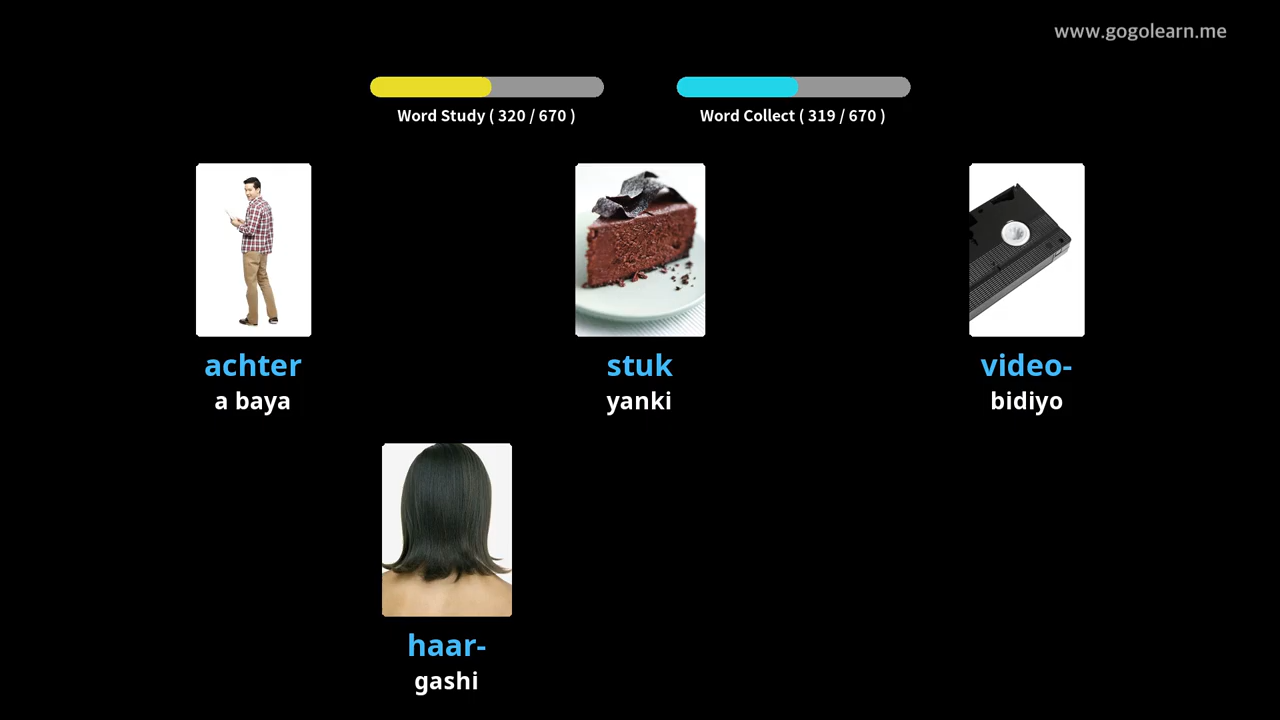 www.gogolearn.me
Word Study ( 320 / 670 )
Word Collect ( 319 / 670 )
achter
a baya
stuk
yanki
video-
bidiyo
haar-
gashi